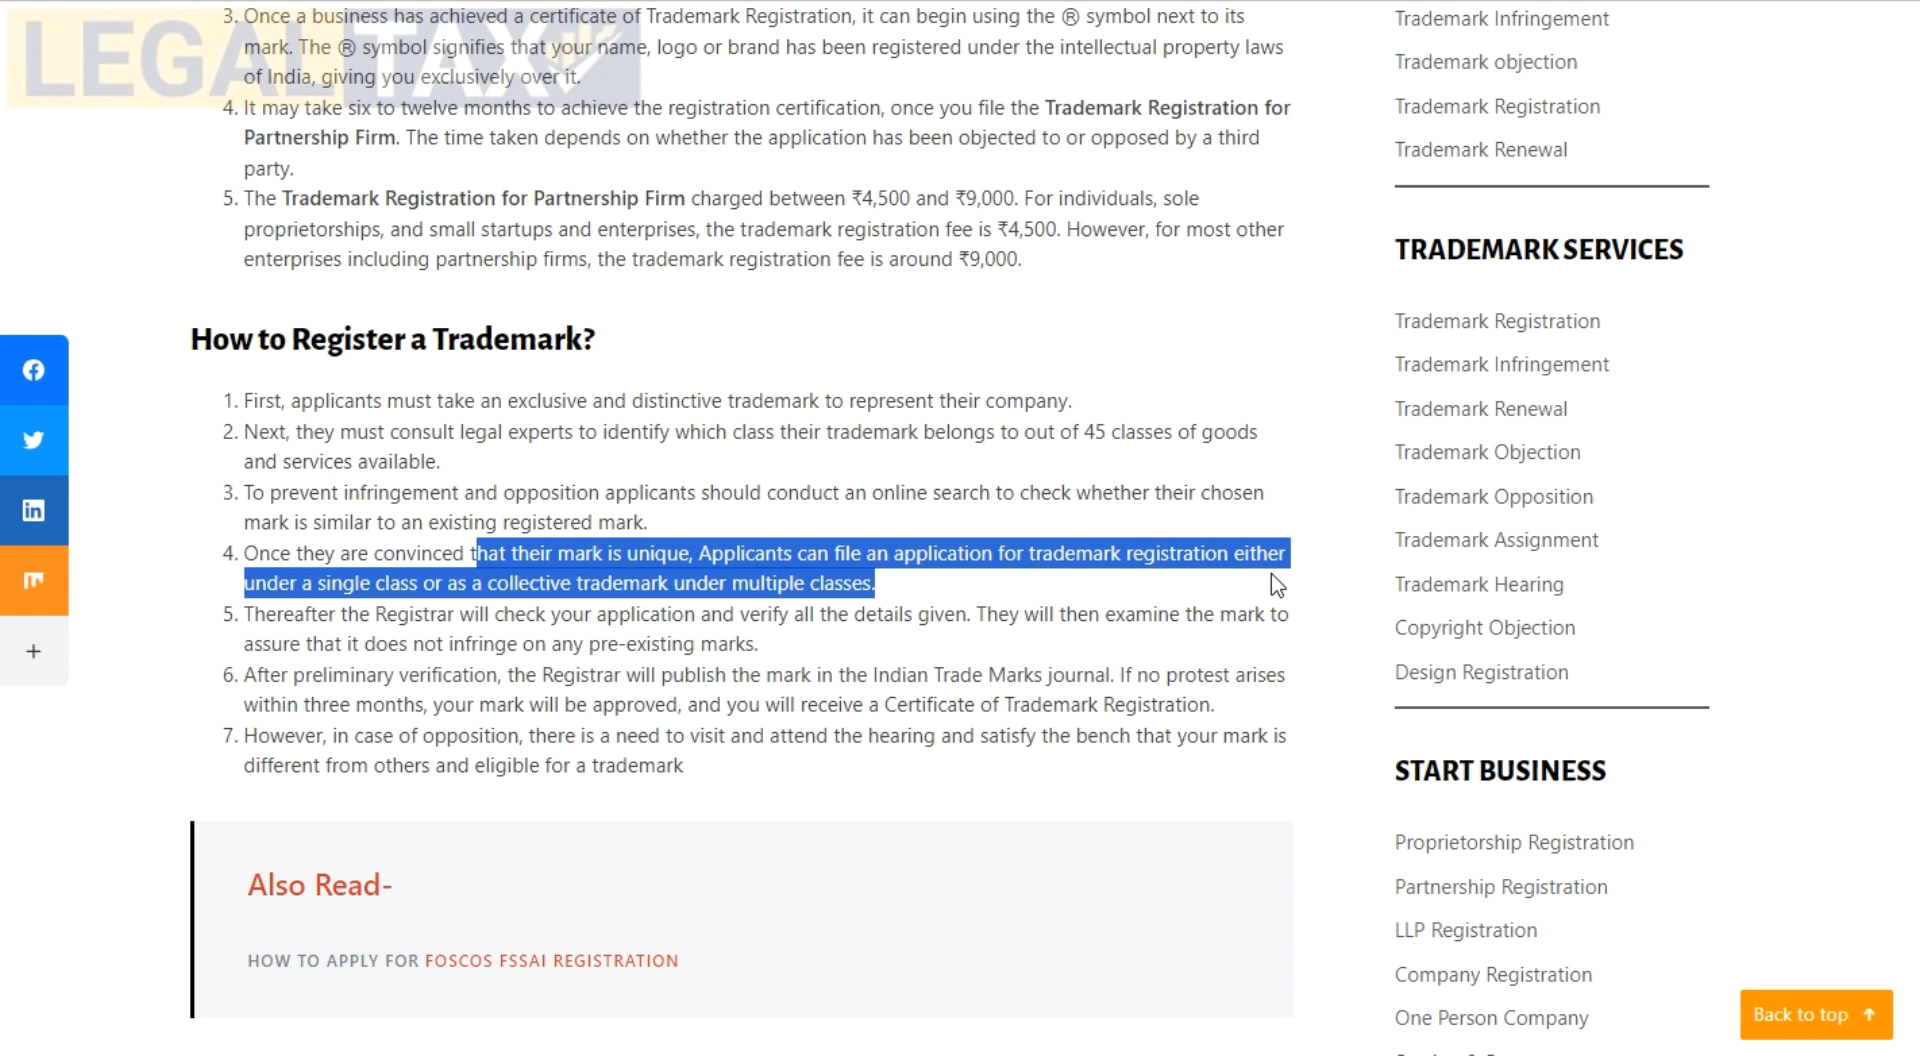 LEGAL TAX
3. Once a business has achieved a certificate of Trademark Registration, it can begin using the ® symbol next to its
mark. The ® symbol signifies that your name, logo or brand has been registered under the intellectual property laws
of India, giving you exclusively over it.
4. It may take six to twelve months to achieve the registration certification, once you file the Trademark Registration for
Partnership Firm. The time taken depends on whether the application has been objected to or opposed by a third
party.
5. The Trademark Registration for Partnership Firm charged between ₹4,500 and ₹9,000. For individuals, sole
proprietorships, and small startups and enterprises, the trademark registration fee is ₹4,500. However, for most other
enterprises including partnership firms, the trademark registration fee is around ₹9,000.
How to Register a Trademark?
1. First, applicants must take an exclusive and distinctive trademark to represent their company.
2. Next, they must consult legal experts to identify which class their trademark belongs to out of 45 classes of goods
and services available.
3. To prevent infringement and opposition applicants should conduct an online search to check whether their chosen
mark is similar to an existing registered mark.
4. Once they are convinced that their mark is unique, Applicants can file an application for trademark registration either
under a single class or as a collective trademark under multiple classes.
5. Thereafter the Registrar will check your application and verify all the details given. They will then examine the mark to
assure that it does not infringe on any pre-existing marks.
6. After preliminary verification, the Registrar will publish the mark in the Indian Trade Marks journal. If no protest arises
within three months, your mark will be approved, and you will receive a Certificate of Trademark Registration.
7. However, in case of opposition, there is a need to visit and attend the hearing and satisfy the bench that your mark is
different from others and eligible for a trademark
Also Read-
HOW TO APPLY FOR FOSCOS FSSAI REGISTRATION
Trademark Infringement
Trademark objection
Trademark Registration
Trademark Renewal
TRADEMARK SERVICES
Trademark Registration
Trademark Infringement
Trademark Renewal
Trademark Objection
Trademark Opposition
Trademark Assignment
Trademark Hearing
Copyright Objection
Design Registration
START BUSINESS
Proprietorship Registration
Partnership Registration
LLP Registration
Company Registration
One Person Company
Back to top